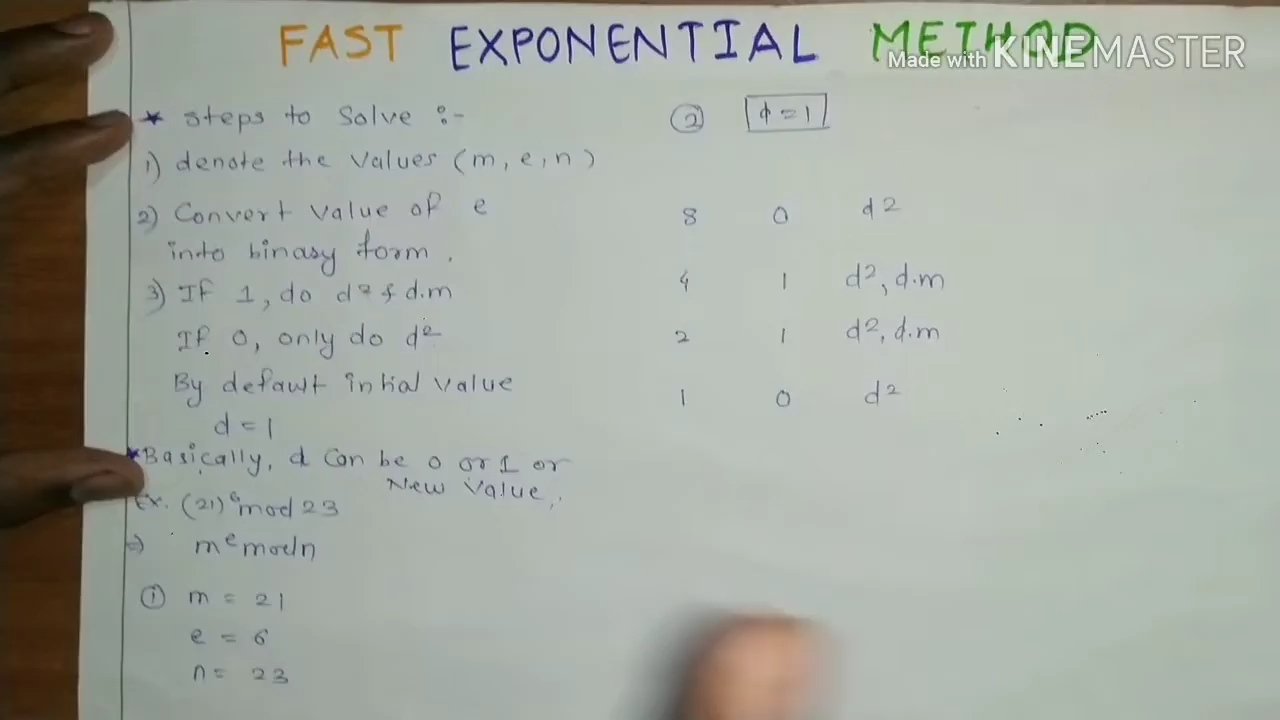 FAST EXPONENTIAL METHOD
Made with KINEMASTER
* Steps to Solve :-
1) denote the values (m, e, n)
2) Convert value of e
into binary form.
3) If 1, do d² & d.m
If 0, only do d²
By default intial value
d = 1
* Basically, d can be 0 or 1 or
New value,
Ex. (21)⁶ mod 23
=) mᵉ mod n
① m = 21
e = 6
n = 23
② d = 1
8 0 d²
4 1 d², d.m
2 1 d², d.m
1 0 d²